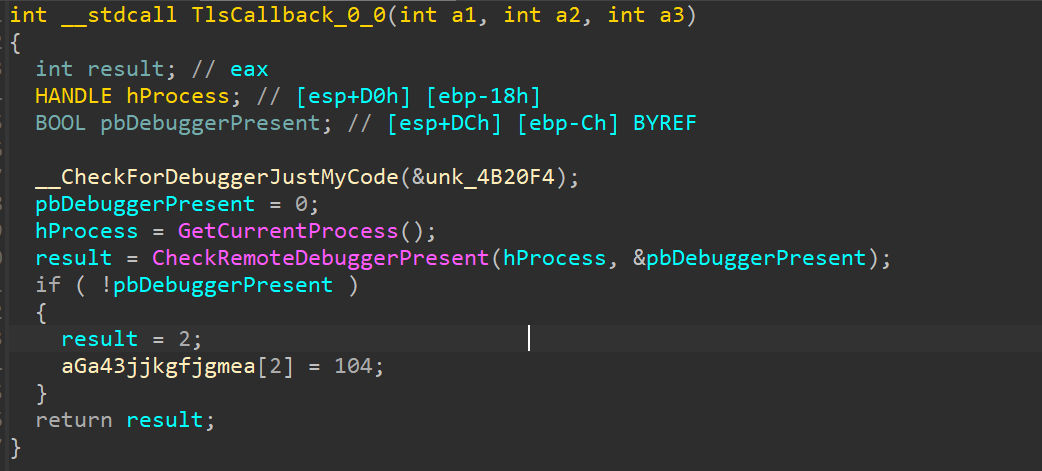 int __stdcall TlsCallback_0_0(int a1, int a2, int a3)
{
  int result; // eax
  HANDLE hProcess; // [esp+D0h] [ebp-18h]
  BOOL pbDebuggerPresent; // [esp+DCh] [ebp-Ch] BYREF

  __CheckForDebuggerJustMyCode(&unk_4B20F4);
  pbDebuggerPresent = 0;
  hProcess = GetCurrentProcess();
  result = CheckRemoteDebuggerPresent(hProcess, &pbDebuggerPresent);
  if ( !pbDebuggerPresent )
  {
    result = 2;
    aGa43jjkgfjgmea[2] = 104;
  }
  return result;
}